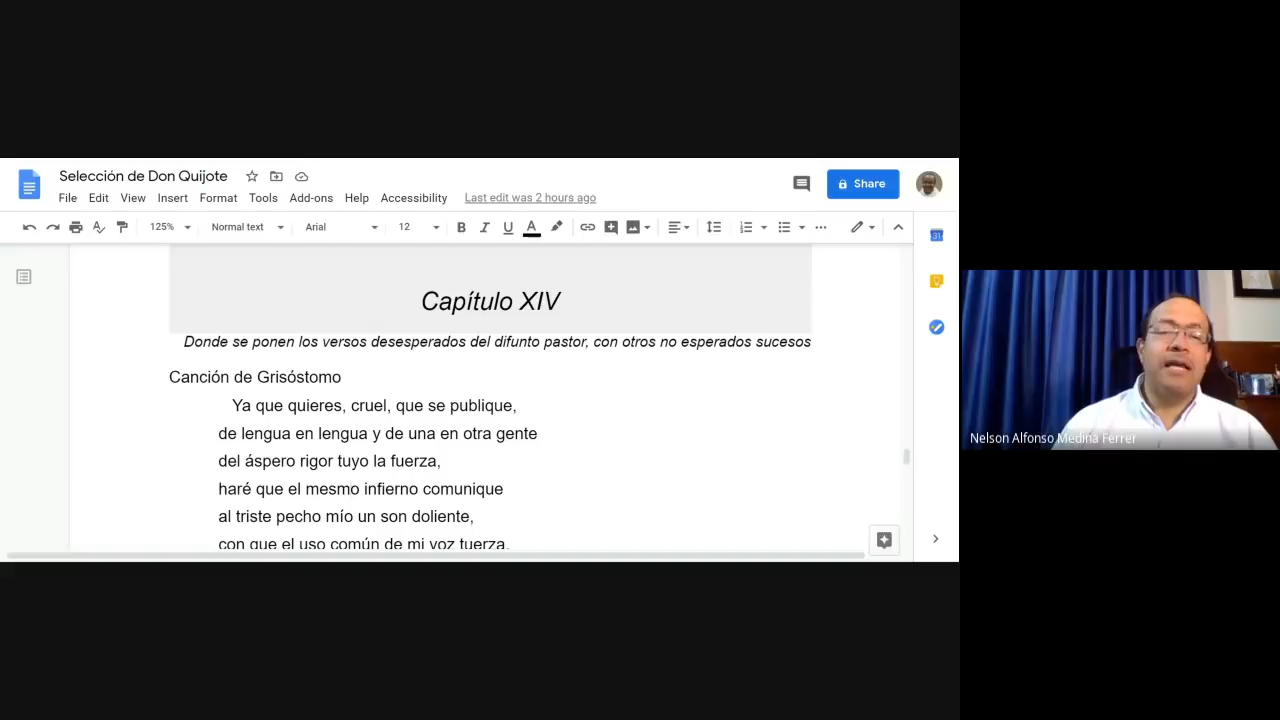 Selección de Don Quijote
File Edit View Insert Format Tools Add-ons Help Accessibility Last edit was 2 hours ago
Share
125% Normal text Arial 12 B I U A
31
Capítulo XIV
Donde se ponen los versos desesperados del difunto pastor, con otros no esperados sucesos
Canción de Grisóstomo
Ya que quieres, cruel, que se publique,
de lengua en lengua y de una en otra gente
del áspero rigor tuyo la fuerza,
haré que el mesmo infierno comunique
al triste pecho mío un son doliente,
con que el uso común de mi voz tuerza.
Nelson Alfonso Medina Ferrer